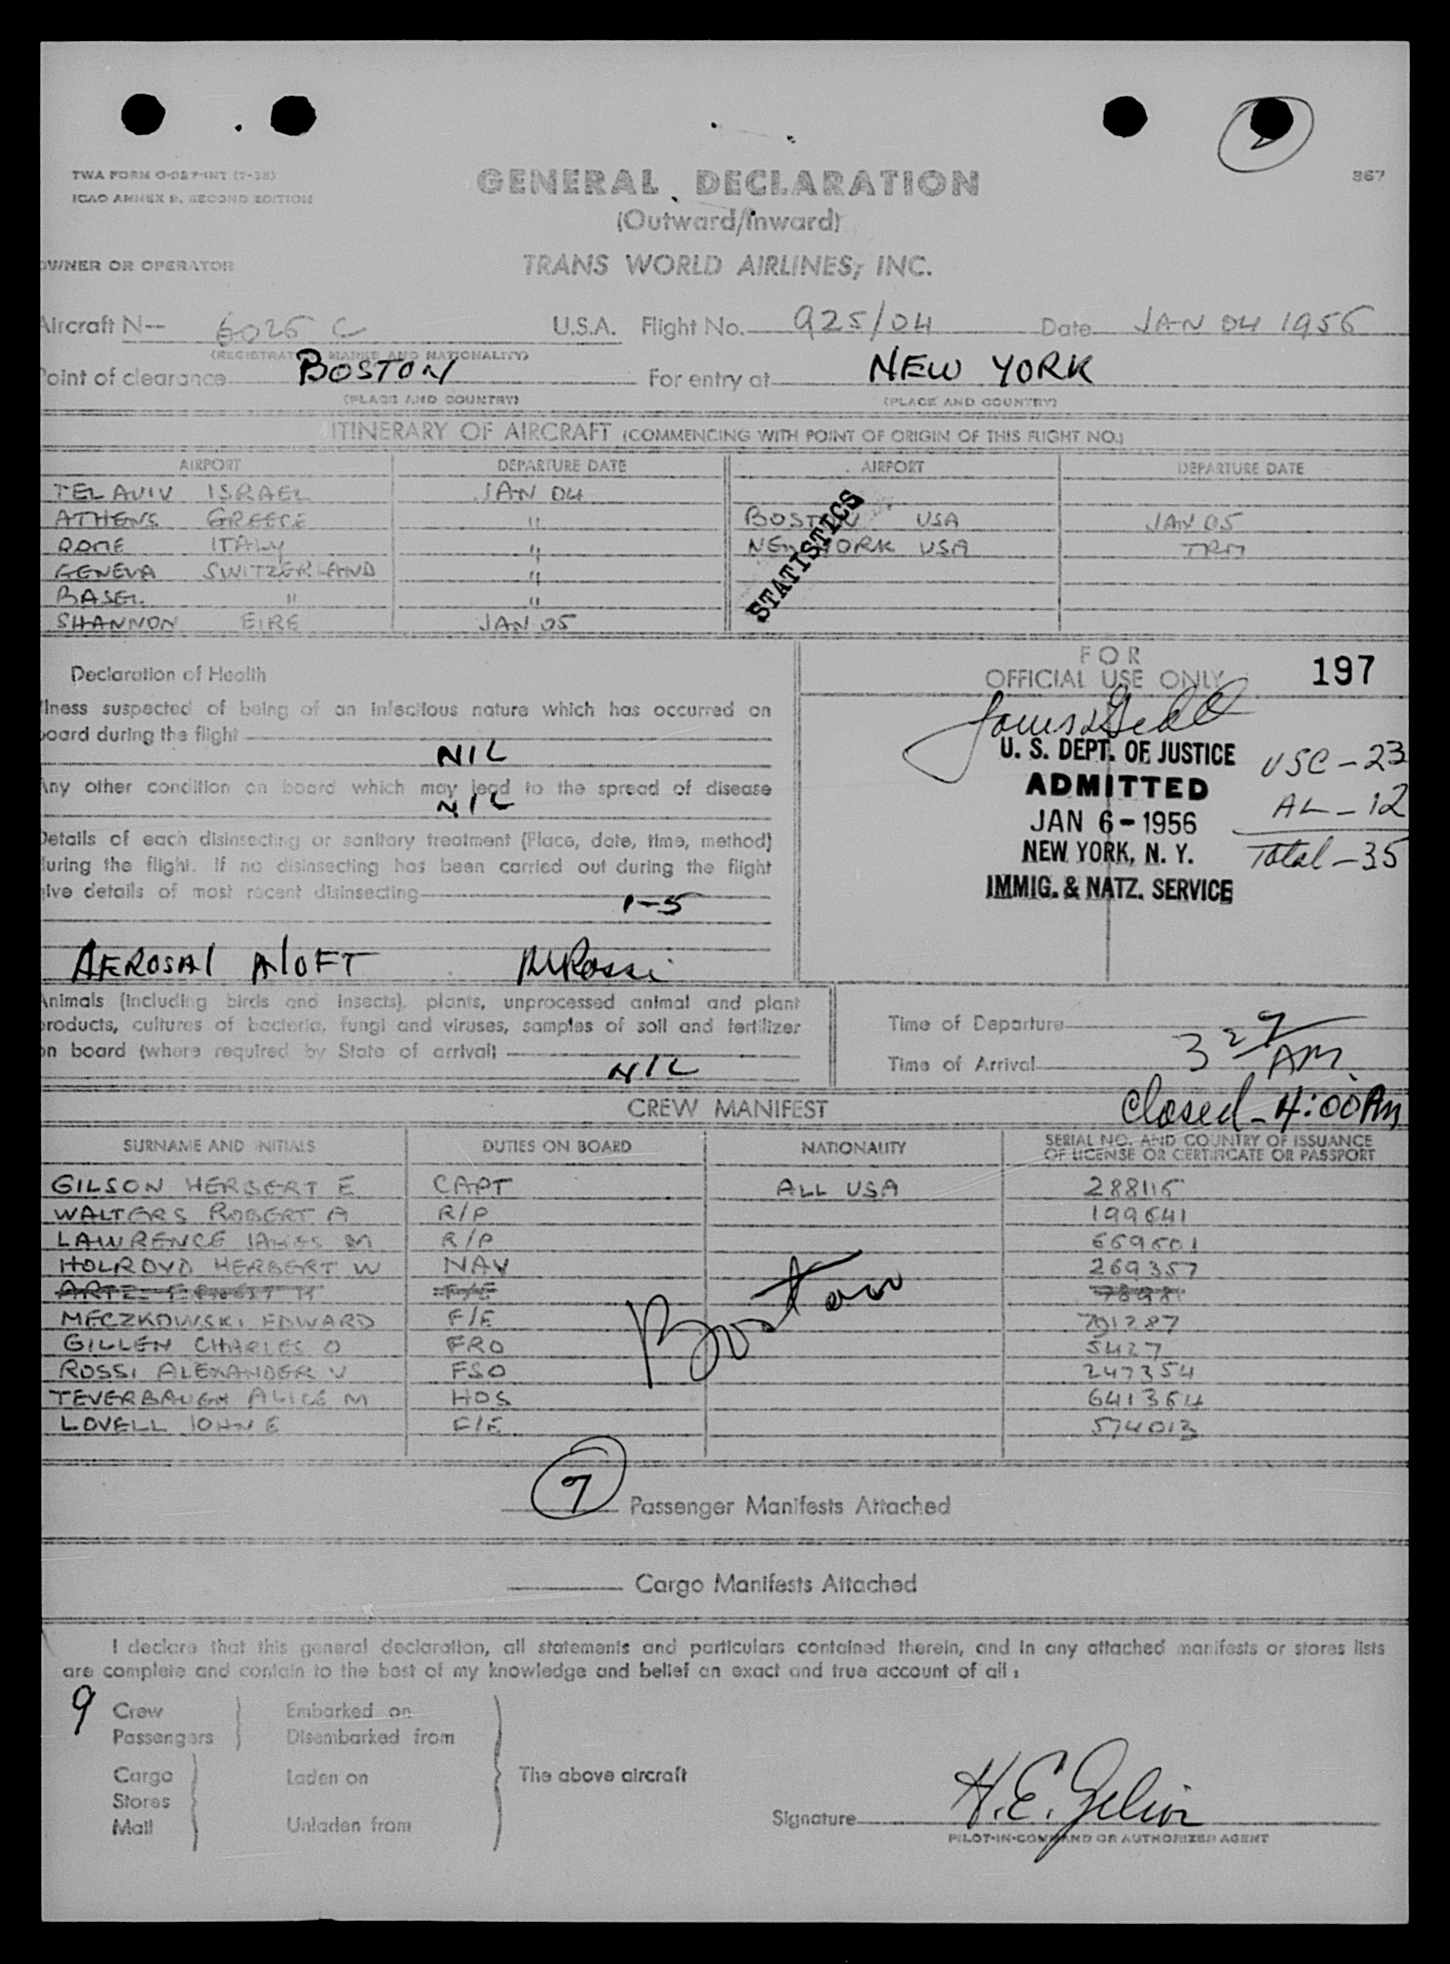 TWA FORM O-087-INT (7-58)
ICAO ANNEX 9, SECOND EDITION
GENERAL DECLARATION
867
(Outward/Inward)
OWNER OR OPERATOR
TRANS WORLD AIRLINES, INC.
Aircraft N-- 6025 C U.S.A. Flight No. 925/04 Date JAN 04 1956
(REGISTRATION MARKS AND NATIONALITY)
Point of clearance BOSTON For entry at NEW YORK
(PLACE AND COUNTRY) (PLACE AND COUNTRY)
ITINERARY OF AIRCRAFT (COMMENCING WITH POINT OF ORIGIN OF THIS FLIGHT NO.)
AIRPORT DEPARTURE DATE AIRPORT DEPARTURE DATE
TEL AVIV ISRAEL JAN 04
ATHENS GREECE " BOSTON USA JAN 05
ROME ITALY " NEW YORK USA TRM
GENEVA SWITZERLAND "
BASEL " "
SHANNON EIRE JAN 05
STATISTICS
Declaration of Health
Illness suspected of being of an infectious nature which has occurred on
board during the flight
NIL
Any other condition on board which may lead to the spread of disease
NIL
Details of each disinsecting or sanitary treatment (Place, date, time, method)
during the flight. If no disinsecting has been carried out during the flight
give details of most recent disinsecting
1-5
AEROSAl AlOFT AVRossi
FOR
OFFICIAL USE ONLY 197
U. S. DEPT. OF JUSTICE
ADMITTED
JAN 6-1956
NEW YORK, N. Y.
IMMIG. & NATZ. SERVICE
USC-23
AL-12
Total-35
Animals (including birds and insects), plants, unprocessed animal and plant
products, cultures of bacteria, fungi and viruses, samples of soil and fertilizer
on board (where required by State of arrival)
NIL
Time of Departure
Time of Arrival 3 27 AM.
Closed-4:00 AM
CREW MANIFEST
SURNAME AND INITIALS DUTIES ON BOARD NATIONALITY SERIAL NO. AND COUNTRY OF ISSUANCE
OF LICENSE OR CERTIFICATE OR PASSPORT
GILSON HERBERT E CAPT ALL USA 288115
WALTERS ROBERT A R/P 199641
LAWRENCE JAMES M R/P 669601
HOLROYD HERBERT W NAV 269357
ARTZ ERNEST H F/E 7898
MECZKOWSKI EDWARD F/E 791287
GILLEN CHARLES O FRO 5427
ROSSI ALEXANDER V FSO 247354
TEVERBAUGH ALICE M HOS 641364
LOVELL JOHN E F/E 574013
Boston
7 Passenger Manifests Attached
Cargo Manifests Attached
I declare that this general declaration, all statements and particulars contained therein, and in any attached manifests or stores lists
are complete and contain to the best of my knowledge and belief an exact and true account of all:
9 Crew Embarked on
Passengers Disembarked from
Cargo Laden on The above aircraft
Stores
Mail Unladen from
Signature H.E. Gilson
PILOT-IN-COMMAND OR AUTHORIZED AGENT